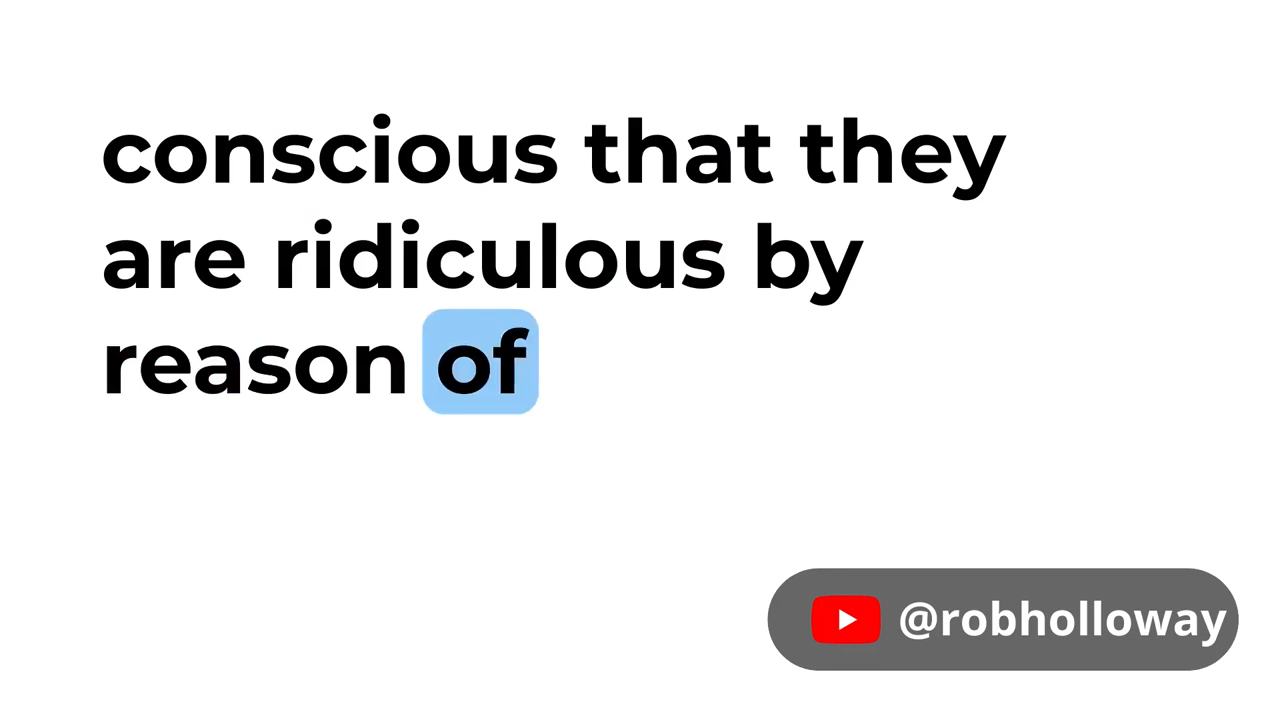 conscious that they
are ridiculous by
reason of
@robholloway